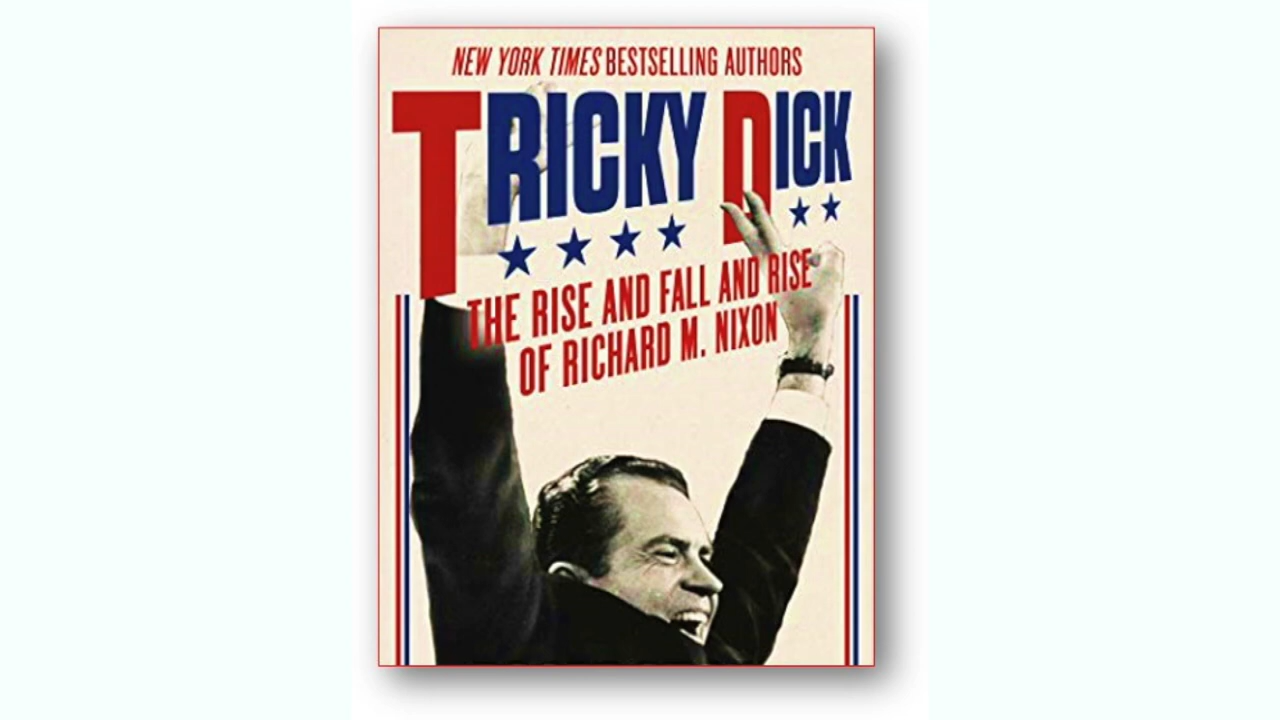 NEW YORK TIMES BESTSELLING AUTHORS
TRICKY DICK
THE RISE AND FALL AND RISE
OF RICHARD M. NIXON